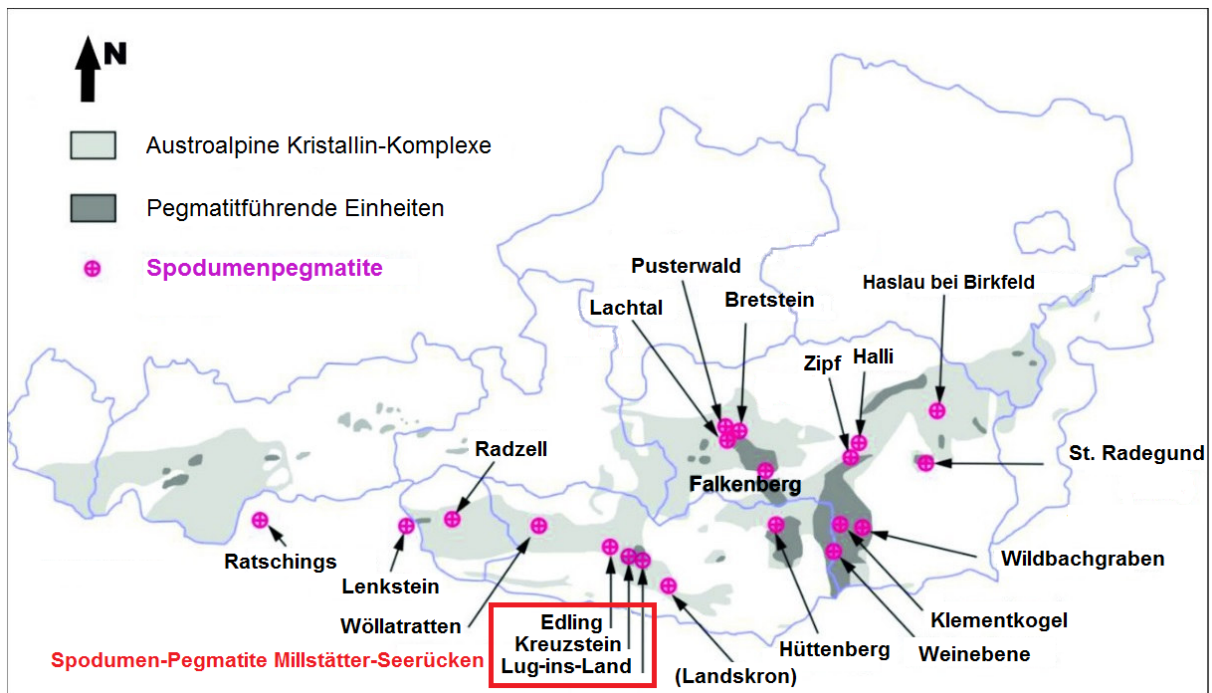 N
Austroalpine Kristallin-Komplexe
Pegmatitführende Einheiten
Spodumenpegmatite
Pusterwald
Bretstein
Lachtal
Haslau bei Birkfeld
Halli
Zipf
Radzell
St. Radegund
Falkenberg
Ratschings
Lenkstein
Wildbachgraben
Wöllatratten
Edling
Kreuzstein
Lug-ins-Land
Klementkogel
Hüttenberg
Weinebene
Spodumen-Pegmatite Millstätter-Seerücken
(Landskron)